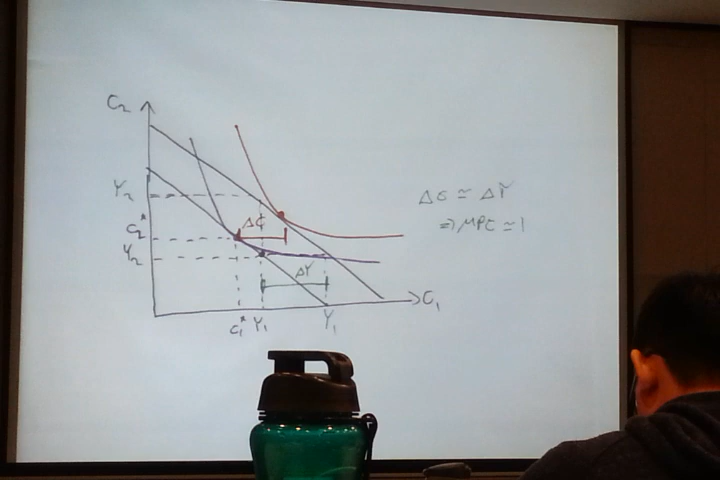 C₂
Y₂
C₂*
Y₂
ΔC
ΔY
C₁* Y₁ Y₁
C₁
ΔC ≃ ΔY
⇒ MPC ≃ 1